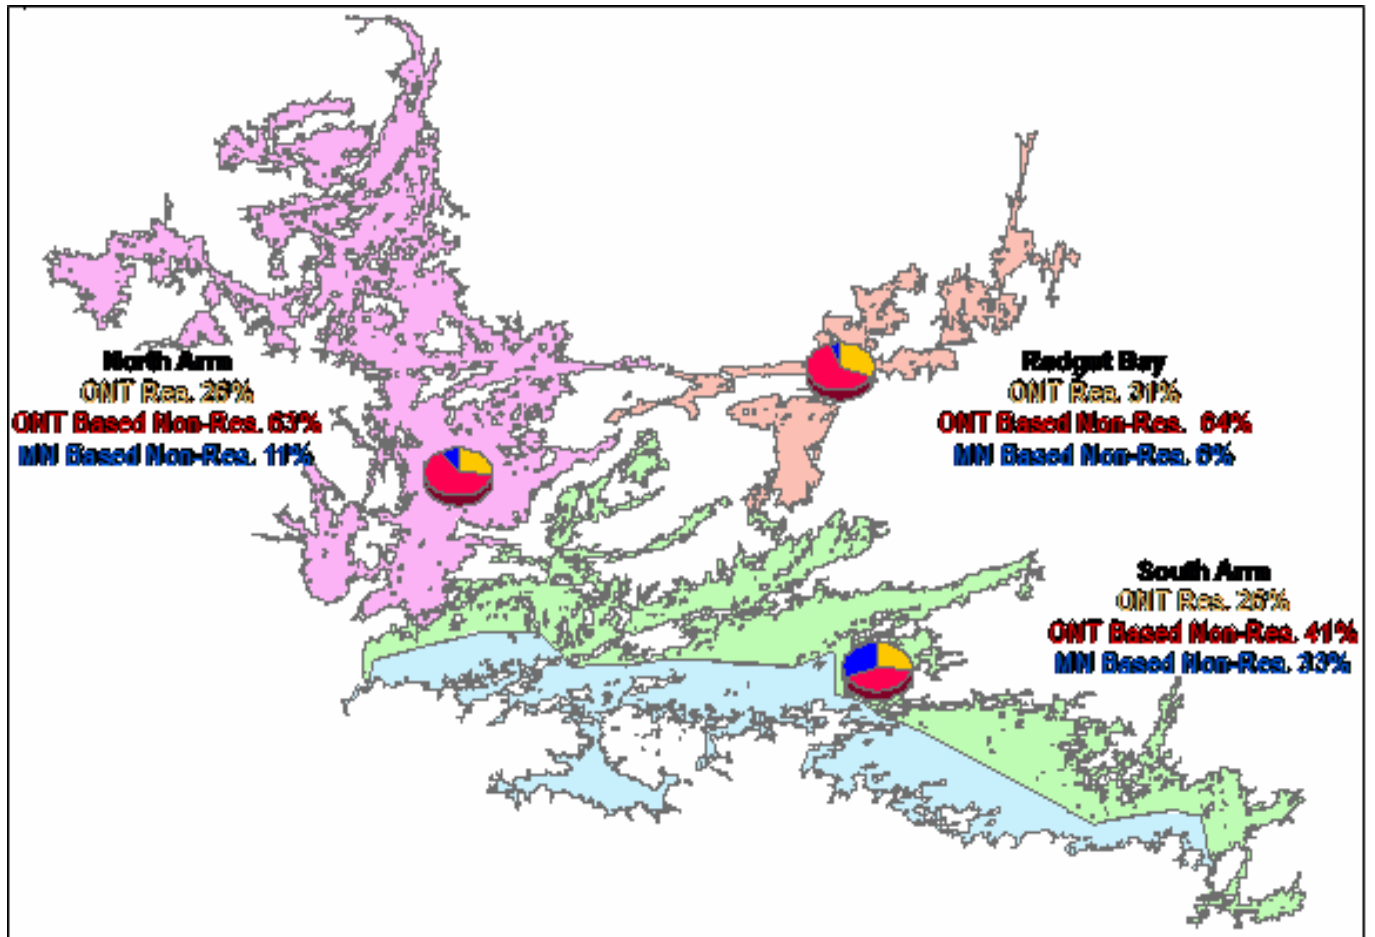 North Arm
ONT Res. 26%
ONT Based Non-Res. 63%
MN Based Non-Res. 11%
Redgut Bay
ONT Res. 31%
ONT Based Non-Res. 64%
MN Based Non-Res. 6%
South Arm
ONT Res. 26%
ONT Based Non-Res. 41%
MN Based Non-Res. 33%